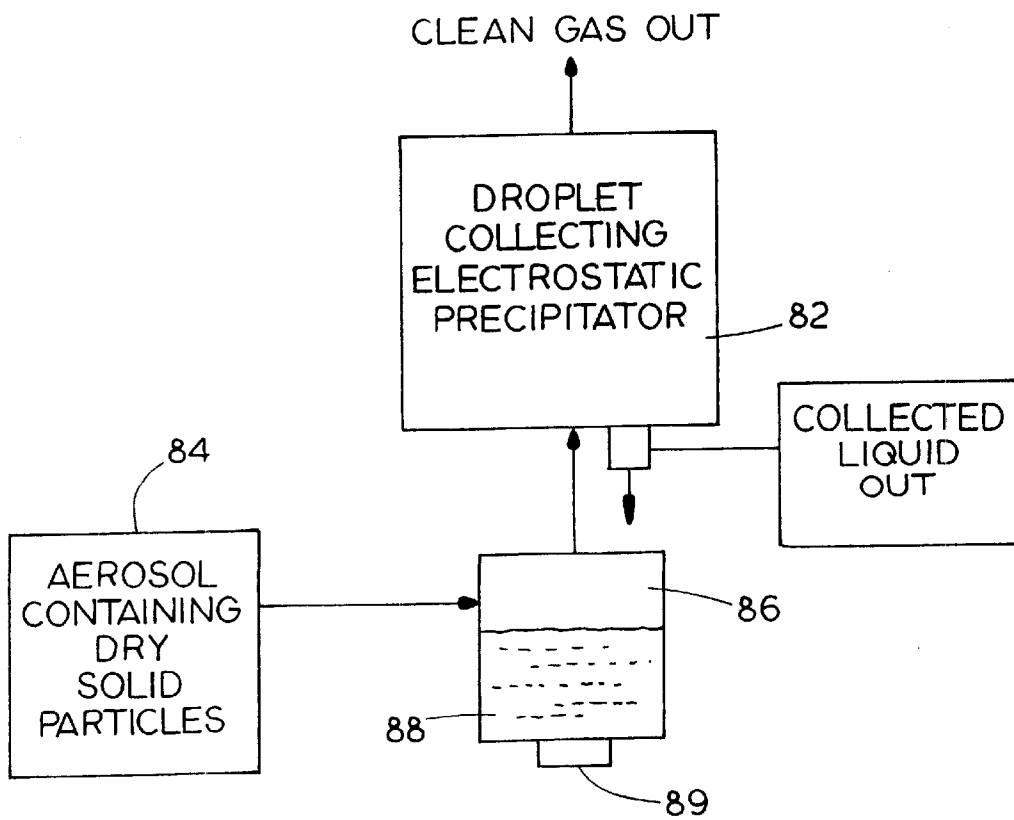 CLEAN GAS OUT
DROPLET
COLLECTING
ELECTROSTATIC
PRECIPITATOR
82
COLLECTED
LIQUID
OUT
84
AEROSOL
CONTAINING
DRY
SOLID
PARTICLES
86
88
89